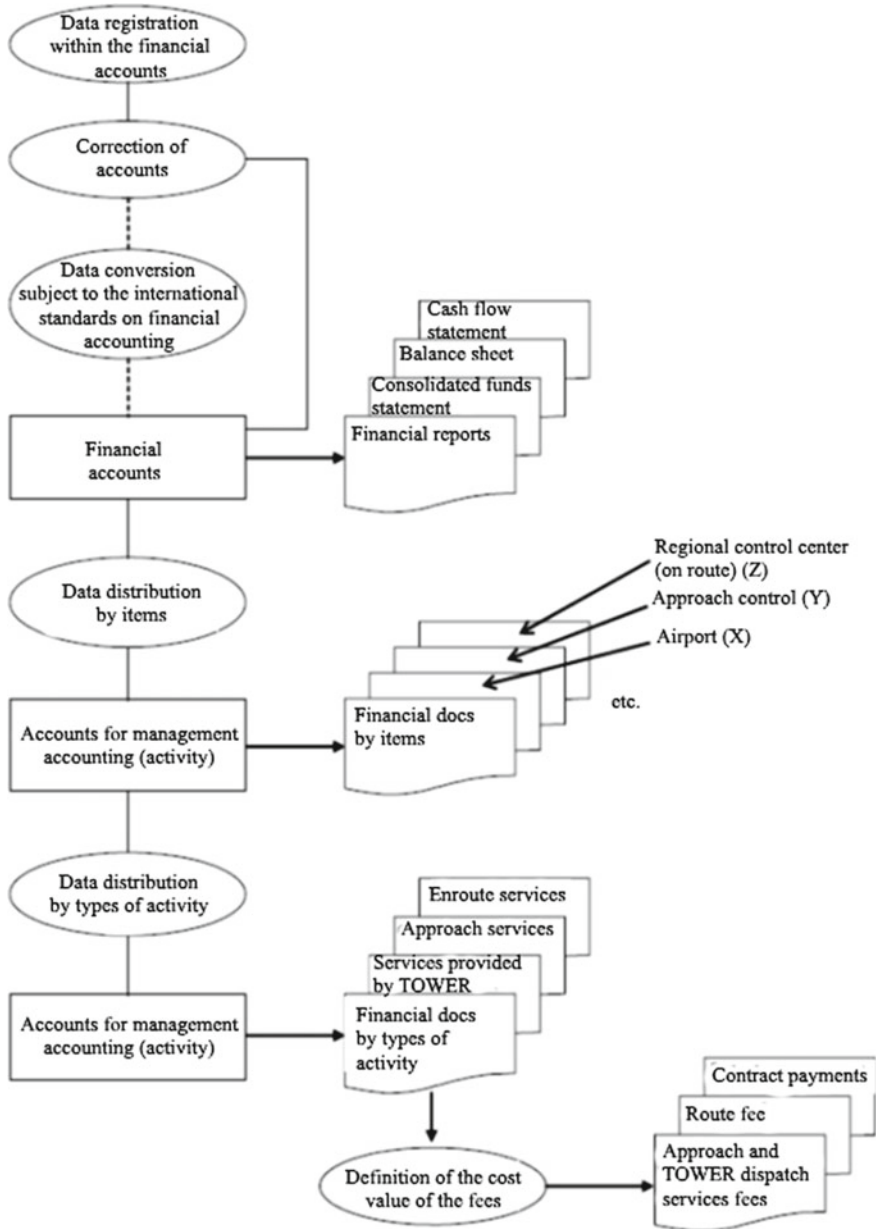 Data registration
within the financial
accounts
Correction of
accounts
Data conversion
subject to the international
standards on financial
accounting
Cash flow
statement
Balance sheet
Consolidated funds
statement
Financial reports
Financial
accounts
Regional control center
(on route) (Z)
Approach control (Y)
Airport (X)
etc.
Data distribution
by items
Financial docs
by items
Accounts for management
accounting (activity)
Data distribution
by types of activity
Enroute services
Approach services
Services provided
by TOWER
Financial docs
by types of
activity
Accounts for management
accounting (activity)
Contract payments
Route fee
Approach and
TOWER dispatch
services fees
Definition of the cost
value of the fees